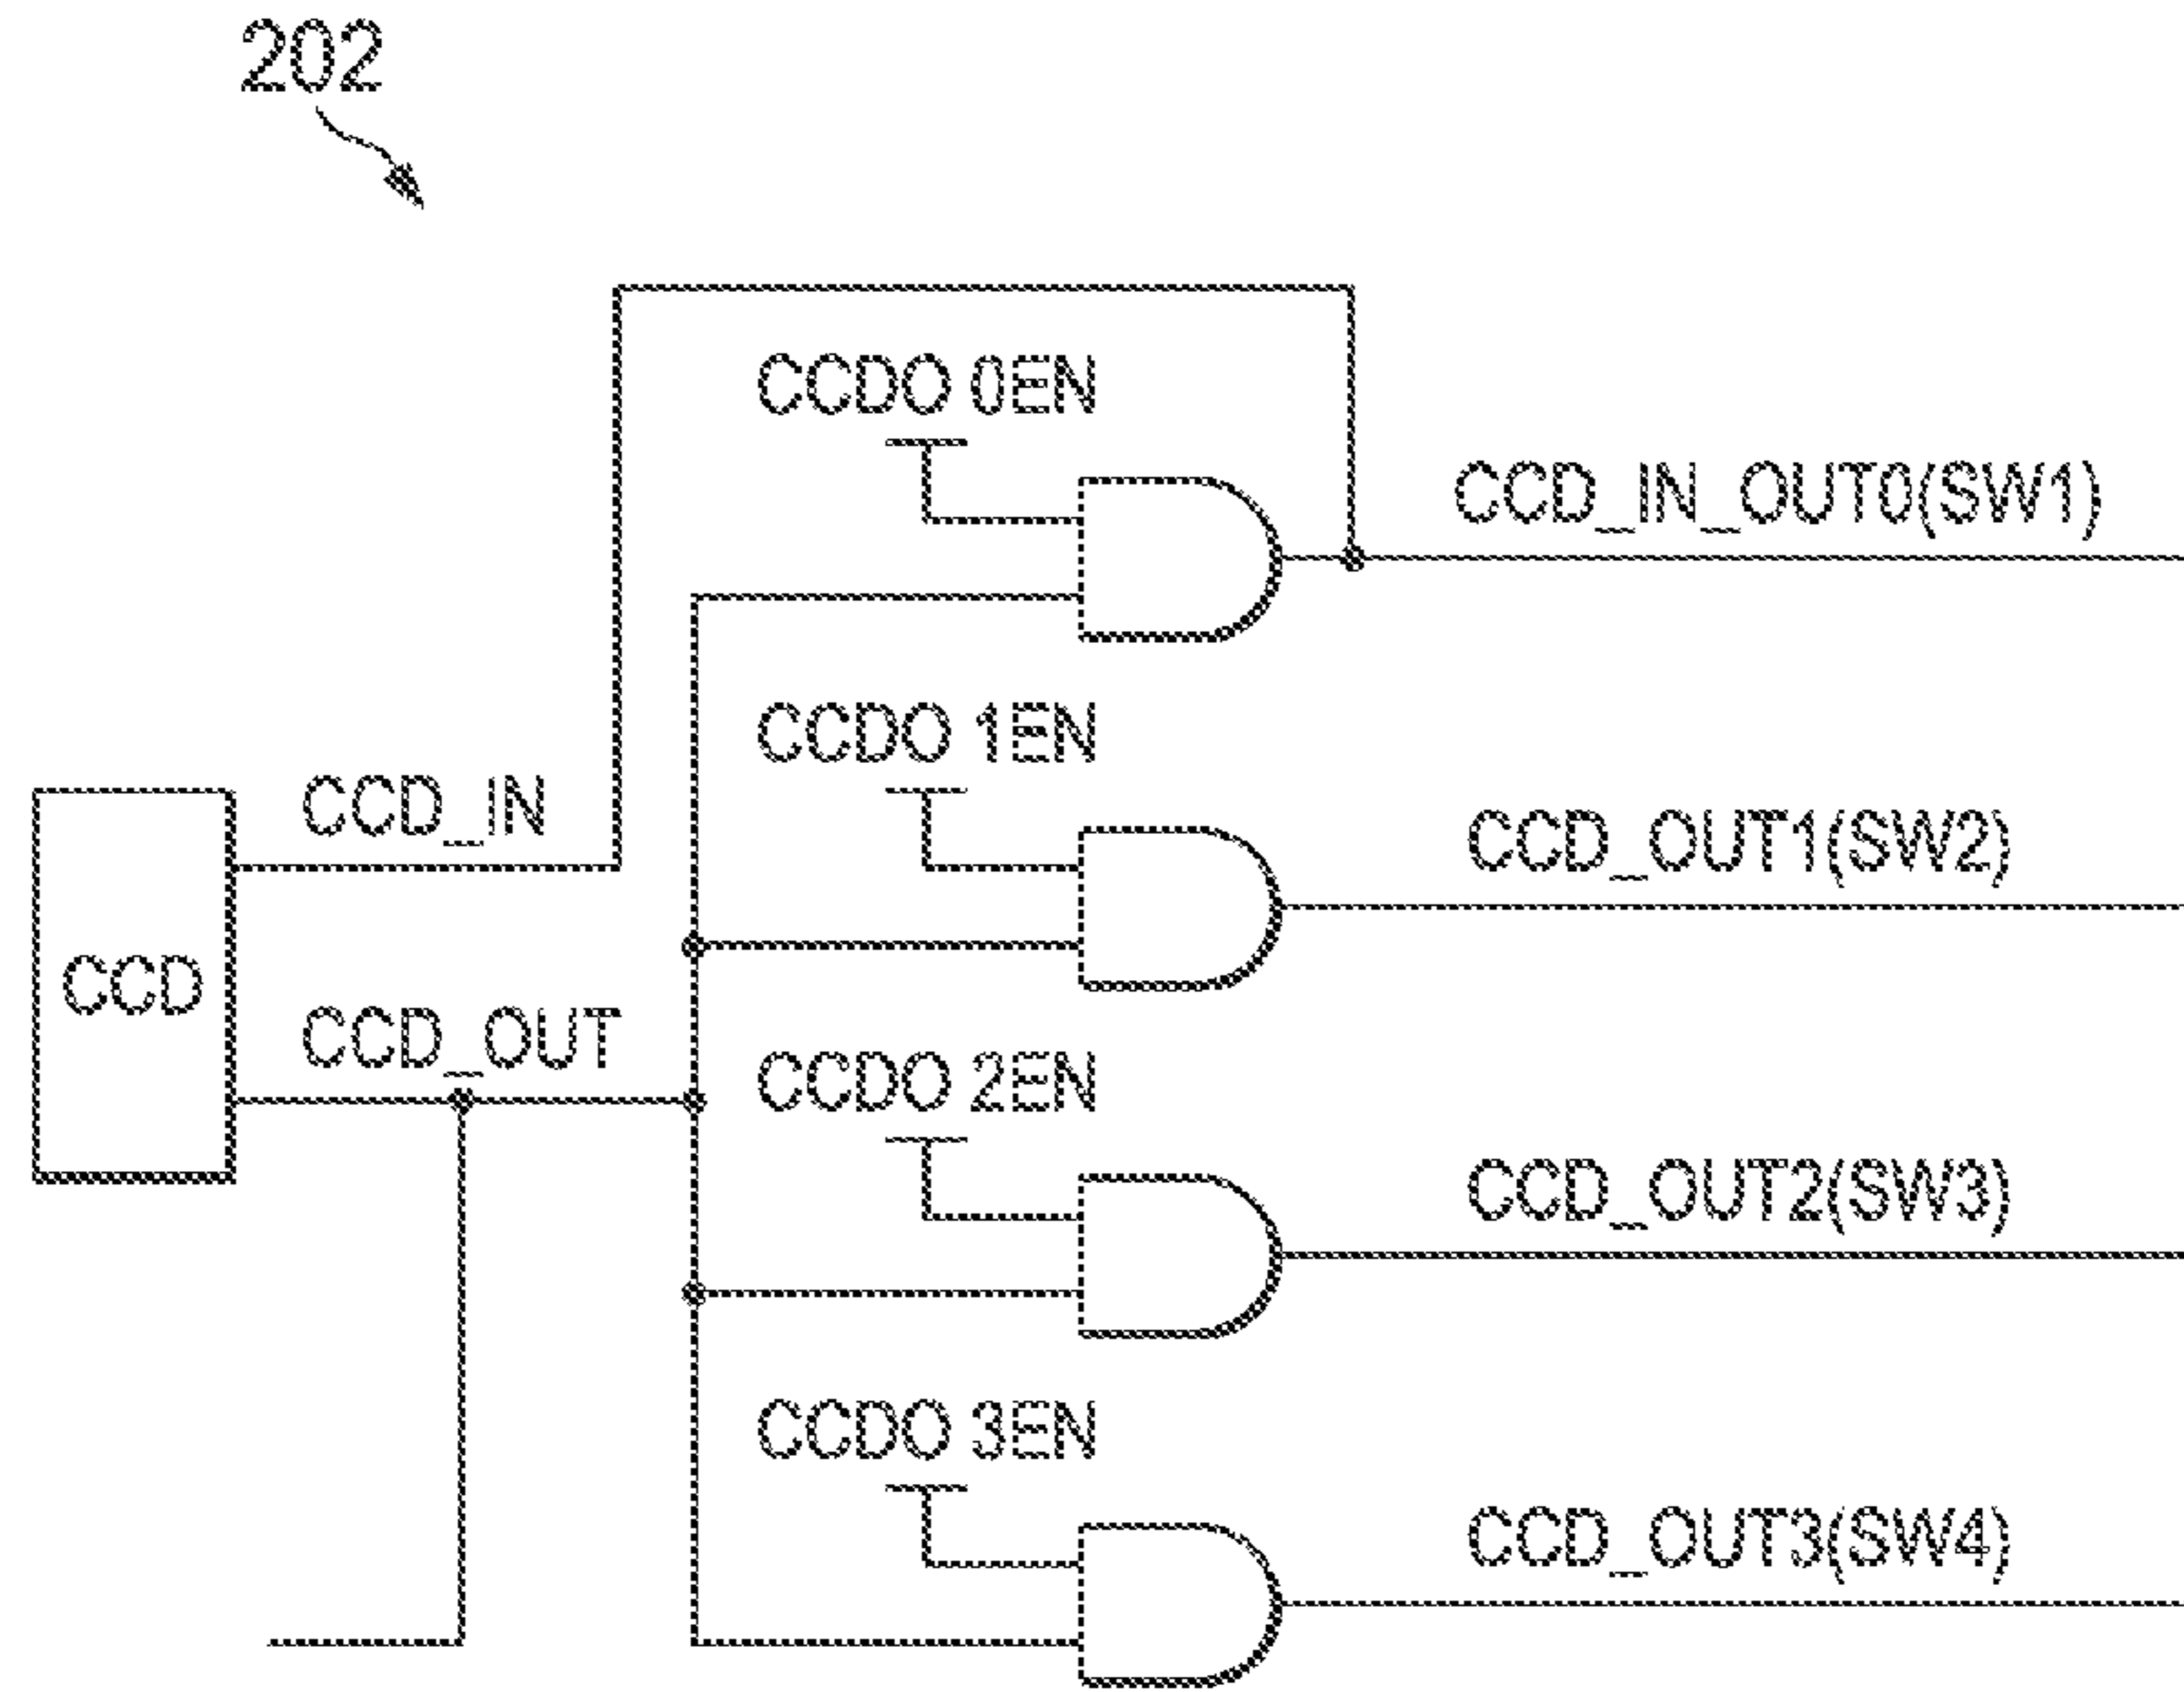 202
CCDO 0EN
CCD_IN_OUT0(SW1)
CCDO 1EN
CCD_IN
CCD_OUT1(SW2)
CCD
CCD_OUT
CCDO 2EN
CCD_OUT2(SW3)
CCDO 3EN
CCD_OUT3(SW4)